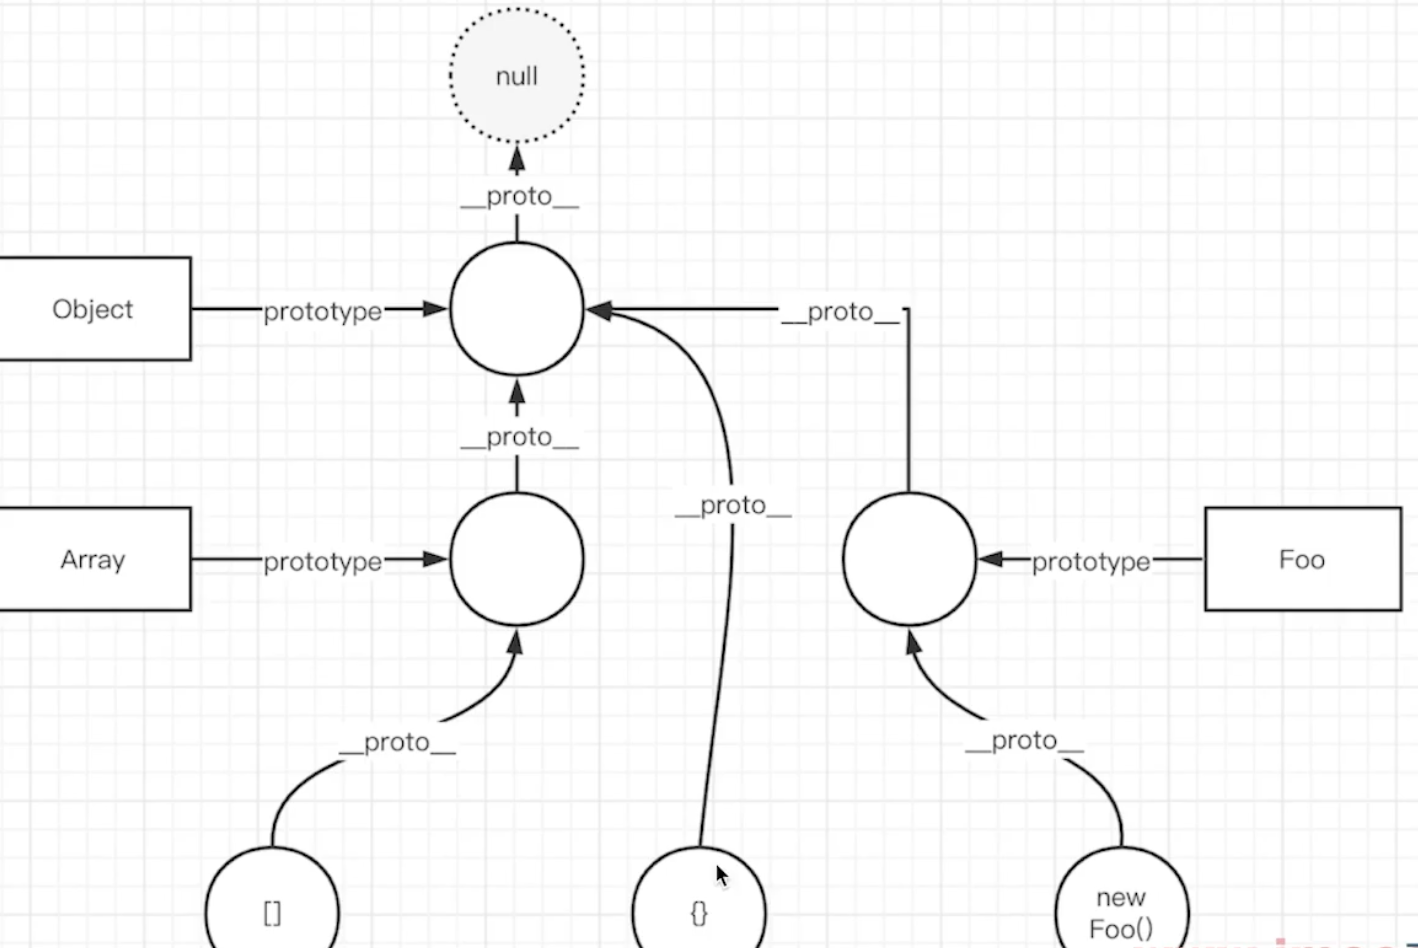 null
__proto__
Object
prototype
__proto__
__proto__
__proto__
Array
prototype
prototype
Foo
__proto__
__proto__
[]
{}
new
Foo()